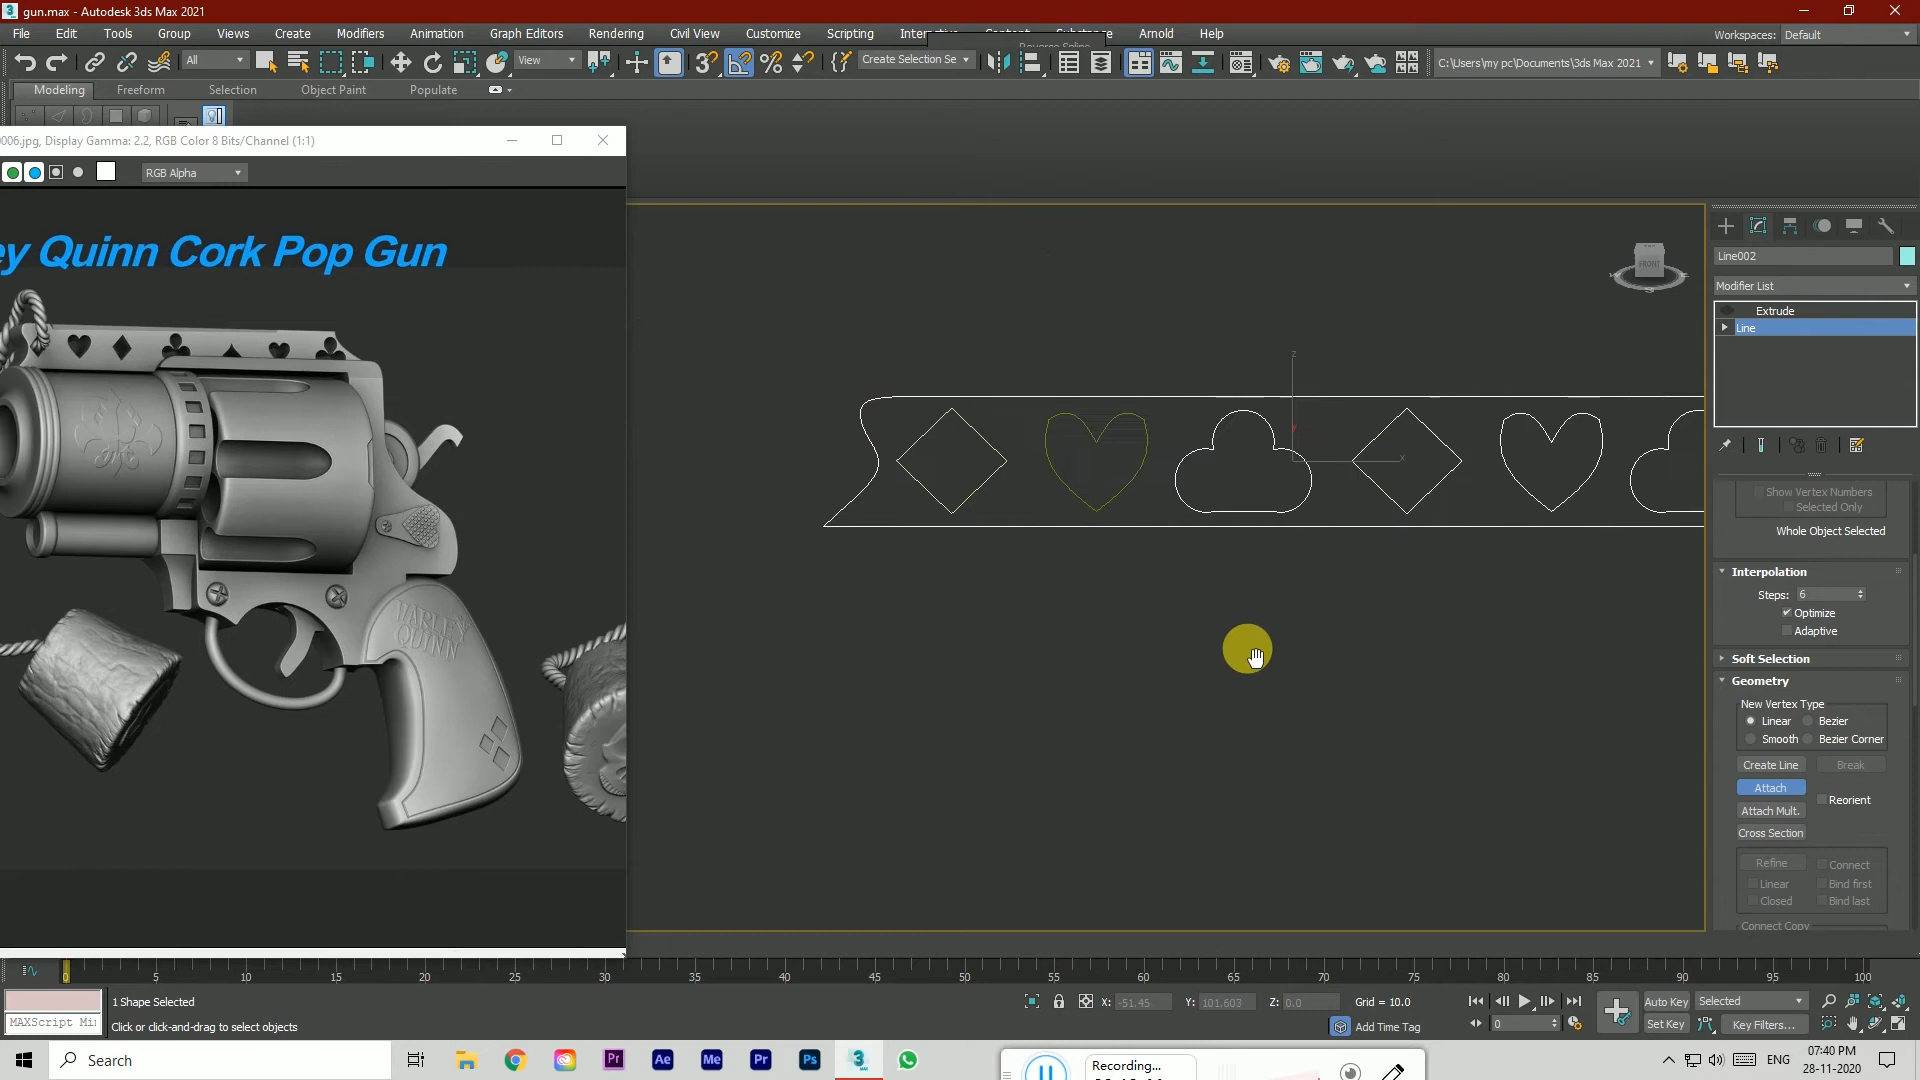 gun.max - Autodesk 3ds Max 2021
File Edit Tools Group Views Create Modifiers Animation Graph Editors Rendering Civil View Customize Scripting Arnold Help
Workspaces: Default
All View Create Selection Se C:\Users\my pc\Documents\3ds Max 2021
Modeling Freeform Selection Object Paint Populate
0006.jpg, Display Gamma: 2.2, RGB Color 8 Bits/Channel (1:1)
RGB Alpha
ey Quinn Cork Pop Gun
HARLEY
QUINN
FRONT
z
x
Line002
Modifier List
Extrude
Line
Show Vertex Numbers
Selected Only
Whole Object Selected
Interpolation
Steps: 6
Optimize
Adaptive
Soft Selection
Geometry
New Vertex Type
Linear Bezier
Smooth Bezier Corner
Create Line Break
Attach
Reorient
Attach Mult.
Cross Section
Refine Connect
Linear Bind first
Closed Bind last
Connect Copy
0 5 10 15 20 25 30 35 40 45 50 55 60 65 70 75 80 85 90 95 100
1 Shape Selected
X: -51.45 Y: 101.603 Z: 0.0 Grid = 10.0
Auto Key Selected
MAXScript Mi
Click or click-and-drag to select objects
Add Time Tag
0
Set Key Key Filters...
Search
Pr Ae Me Pr Ps 3
Recording...
ENG
07:40 PM
28-11-2020